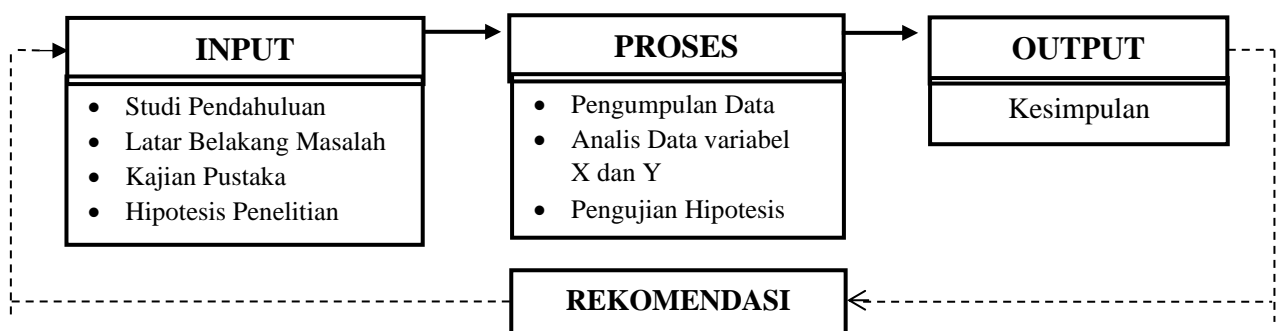 INPUT
• Studi Pendahuluan
• Latar Belakang Masalah
• Kajian Pustaka
• Hipotesis Penelitian
PROSES
• Pengumpulan Data
• Analis Data variabel
X dan Y
• Pengujian Hipotesis
OUTPUT
Kesimpulan
REKOMENDASI